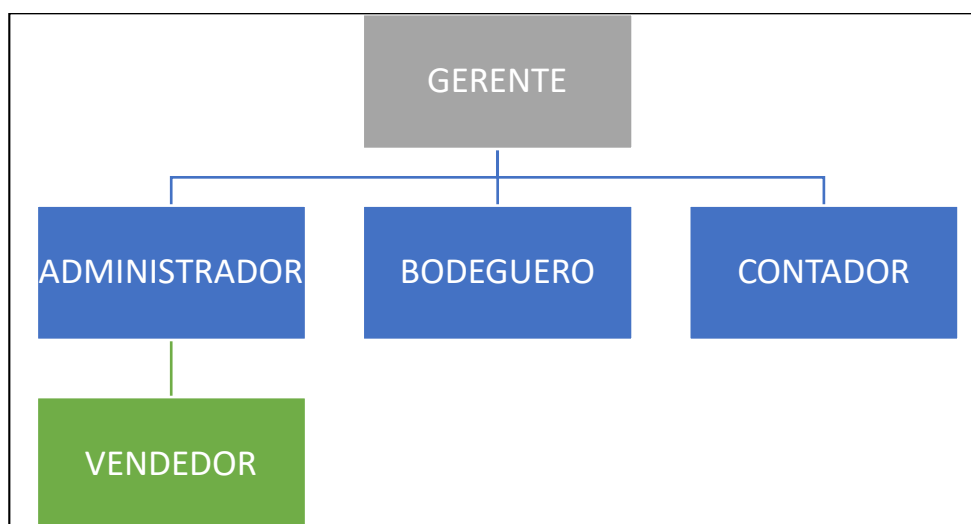 GERENTE
ADMINISTRADOR
BODEGUERO
CONTADOR
VENDEDOR